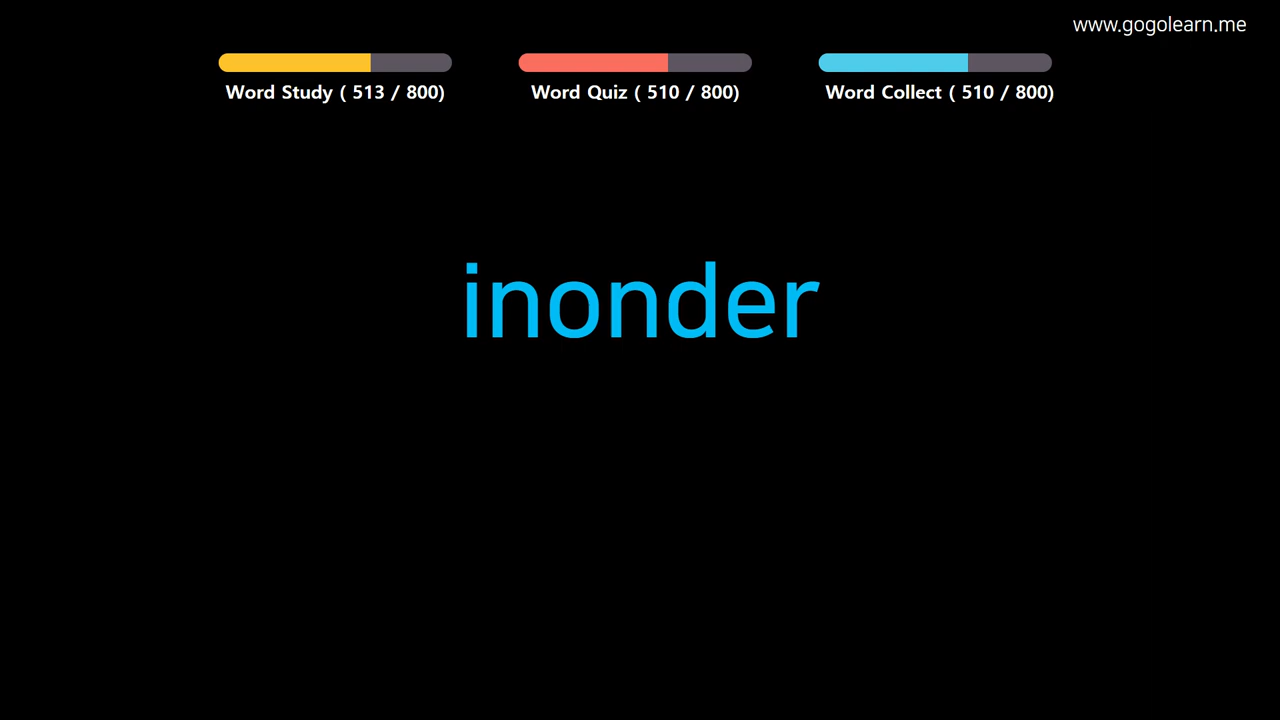 www.gogolearn.me
Word Study ( 513 / 800)
Word Quiz ( 510 / 800)
Word Collect ( 510 / 800)
inonder